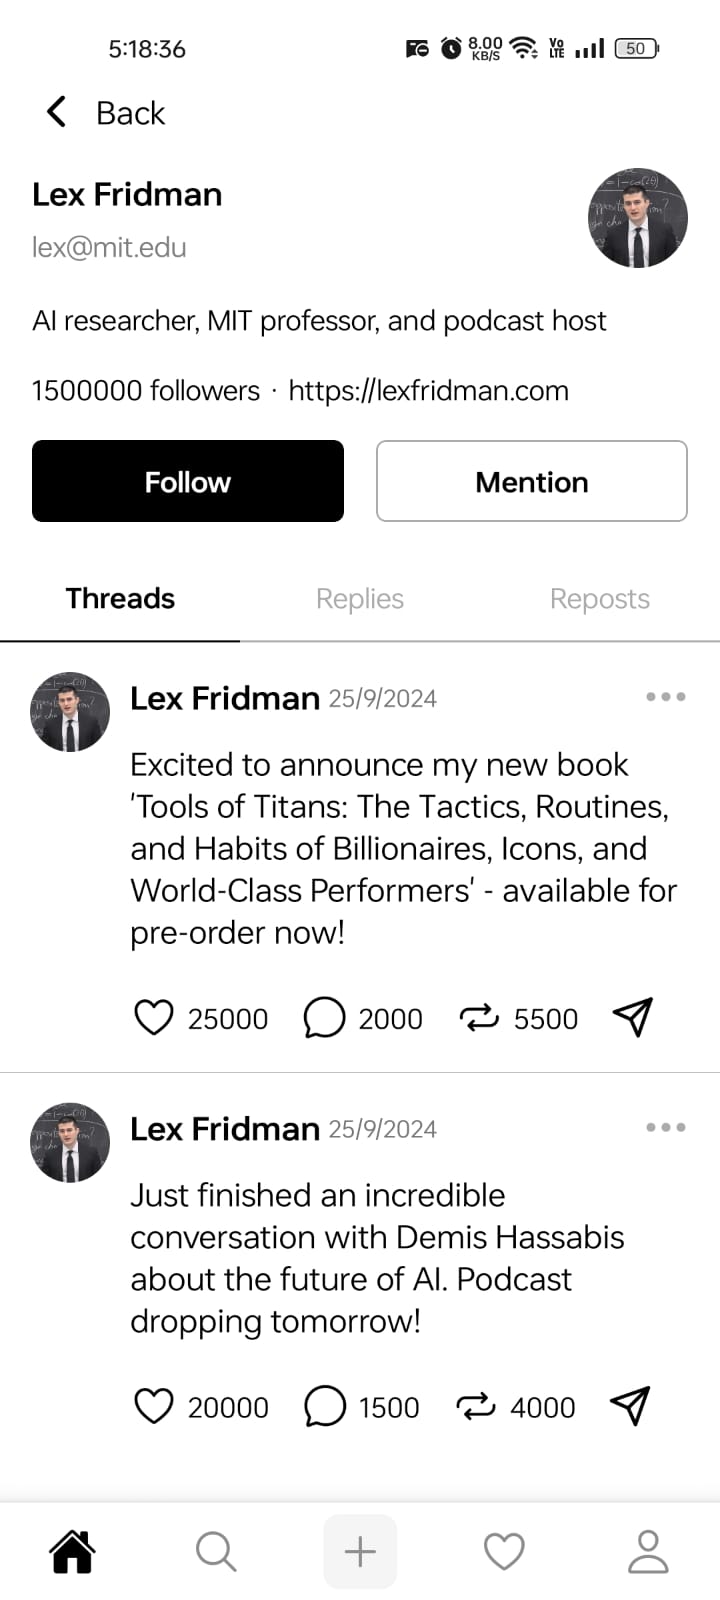 5:18:36
8.00
KB/S
Vo
LTE
50
Back
Lex Fridman
lex@mit.edu
AI researcher, MIT professor, and podcast host
1500000 followers · https://lexfridman.com
Follow
Mention
Threads
Replies
Reposts
Lex Fridman 25/9/2024
Excited to announce my new book
'Tools of Titans: The Tactics, Routines,
and Habits of Billionaires, Icons, and
World-Class Performers' - available for
pre-order now!
25000
2000
5500
Lex Fridman 25/9/2024
Just finished an incredible
conversation with Demis Hassabis
about the future of AI. Podcast
dropping tomorrow!
20000
1500
4000